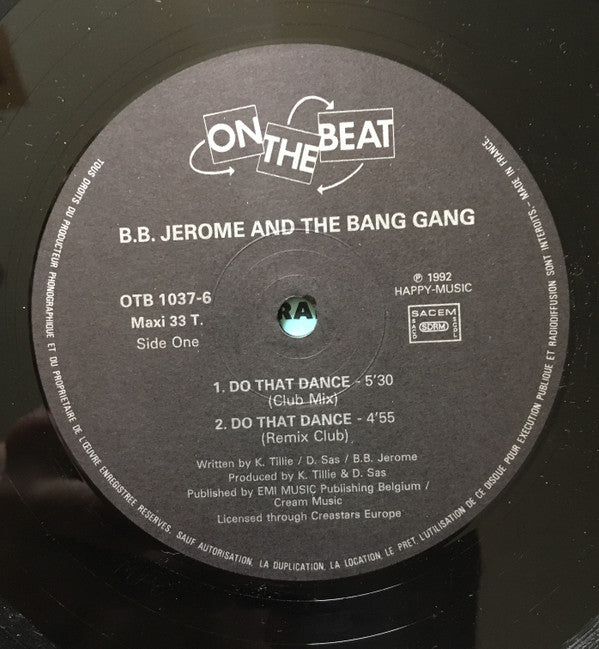 ON THE BEAT
B.B. JEROME AND THE BANG GANG
OTB 1037-6
Maxi 33 T.
Side One
℗ 1992
HAPPY-MUSIC
SACEM
SACD SDRM SGDL
RA
1. DO THAT DANCE - 5'30
(Club Mix)
2. DO THAT DANCE - 4'55
(Remix Club)
Written by K. Tillie / D. Sas / B.B. Jerome
Produced by K. Tillie & D. Sas
Published by EMI MUSIC Publishing Belgium /
Cream Music
Licensed through Creastars Europe
TOUS DROITS DU PRODUCTEUR PHONOGRAPHIQUE ET DU PROPRIETAIRE DE L'ŒUVRE ENREGISTREE RESERVES, SAUF AUTORISATION, LA DUPLICATION, LA LOCATION, LE PRET, L'UTILISATION DE CE DISQUE POUR EXECUTION PUBLIQUE ET RADIODIFFUSION SONT INTERDITS. - MADE IN FRANCE.